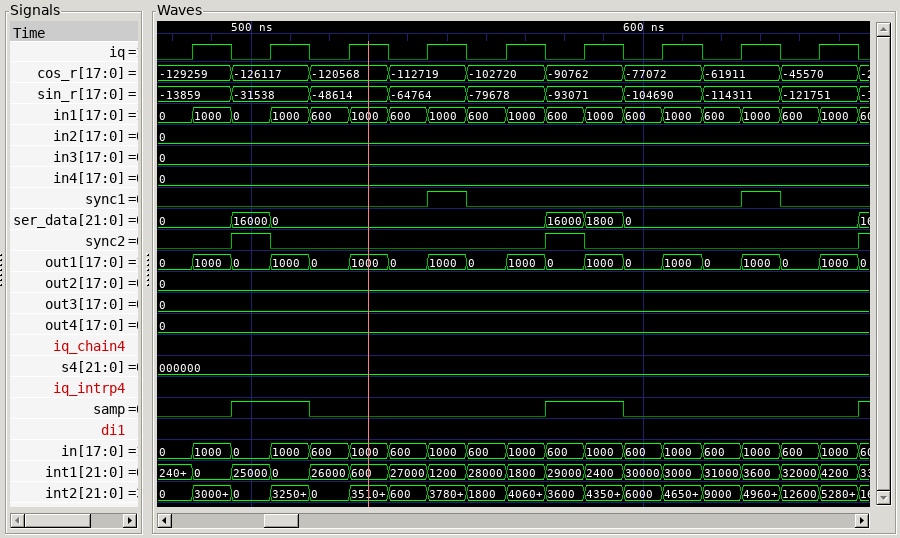 Signals
Waves
Time
500 ns 600 ns
iq =
cos_r[17:0] = -129259 -126117 -120568 -112719 -102720 -90762 -77072 -61911 -45570
sin_r[17:0] = -13859 -31538 -48614 -64764 -79678 -93071 -104690 -114311 -121751
in1[17:0] = 0 1000 0 1000 600 1000 600 1000 600 1000 600 1000 600 1000 600 1000 600 1000
in2[17:0] = 0
in3[17:0] = 0
in4[17:0] = 0
sync1 =
ser_data[21:0] = 0 16000 0 16000 1800 0
sync2 =
out1[17:0] = 0 1000 0 1000 0 1000 0 1000 0 1000 0 1000 0 1000 0 1000 0 1000 0
out2[17:0] = 0
out3[17:0] = 0
out4[17:0] = 0
iq_chain4
s4[21:0] = 000000
iq_intrp4
samp =
di1
in[17:0] = 0 1000 0 1000 600 1000 600 1000 600 1000 600 1000 600 1000 600 1000 600 1000
int1[21:0] = 240+ 0 25000 0 26000 600 27000 1200 28000 1800 29000 2400 30000 3000 31000 3600 32000 4200
int2[21:0] = 0 3000+ 0 3250+ 0 3510+ 600 3780+ 1800 4060+ 3600 4350+ 6000 4650+ 9000 4960+ 12600 5280+